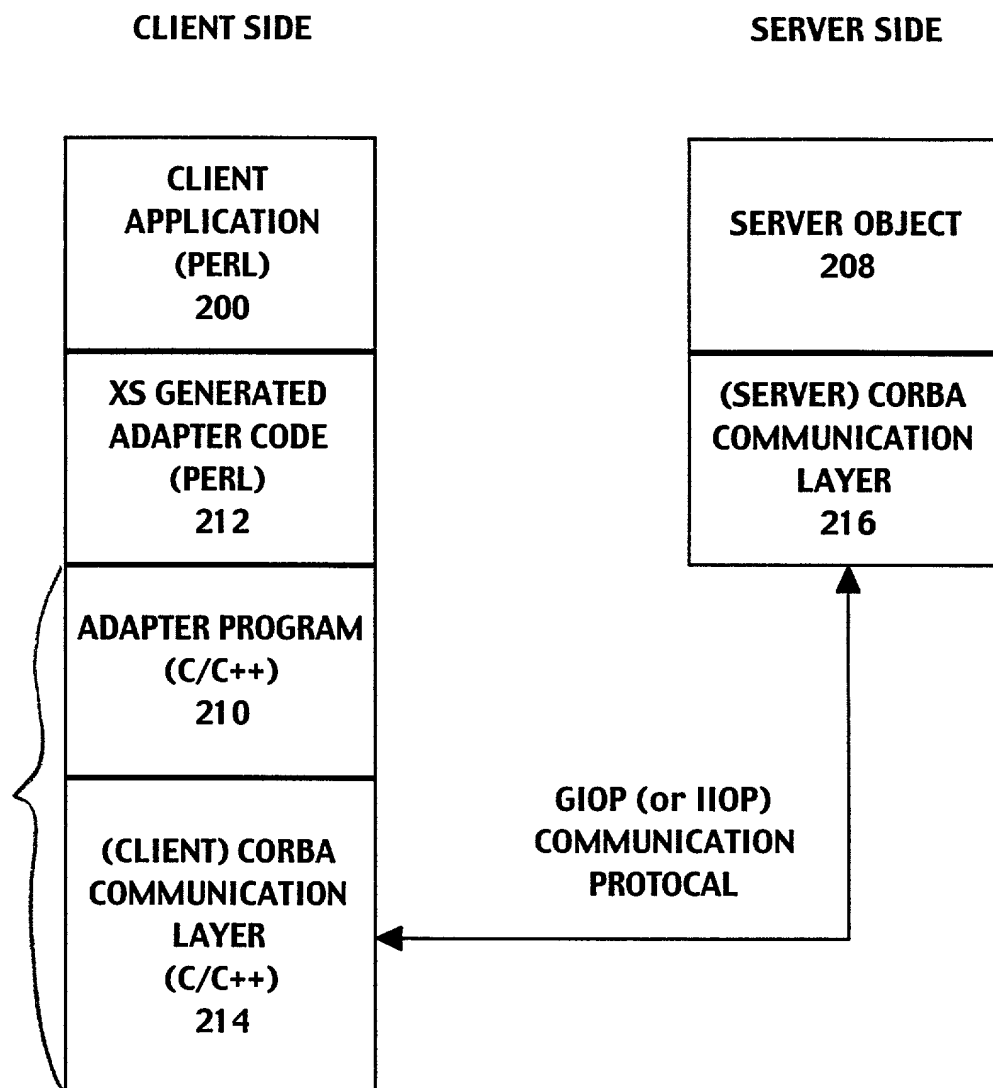 CLIENT SIDE
SERVER SIDE
CLIENT
APPLICATION
(PERL)
200
XS GENERATED
ADAPTER CODE
(PERL)
212
ADAPTER PROGRAM
(C/C++)
210
(CLIENT) CORBA
COMMUNICATION
LAYER
(C/C++)
214
SERVER OBJECT
208
(SERVER) CORBA
COMMUNICATION
LAYER
216
GIOP (or IIOP)
COMMUNICATION
PROTOCAL